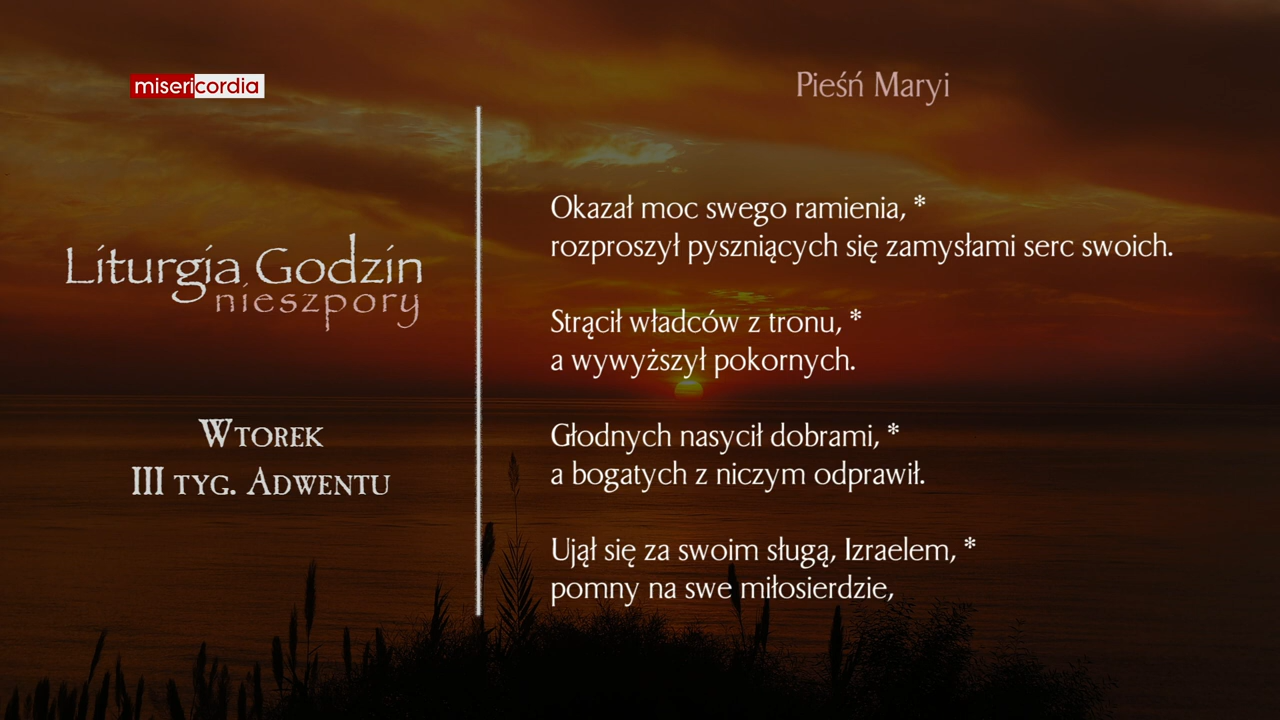 misericordia
Liturgia Godzin
nieszpory
Wtorek
III tyg. Adwentu
Pieśń Maryi
Okazał moc swego ramienia, *
rozproszył pyszniących się zamysłami serc swoich.
Strącił władców z tronu, *
a wywyższył pokornych.
Głodnych nasycił dobrami, *
a bogatych z niczym odprawił.
Ujął się za swoim sługą, Izraelem, *
pomny na swe miłosierdzie,